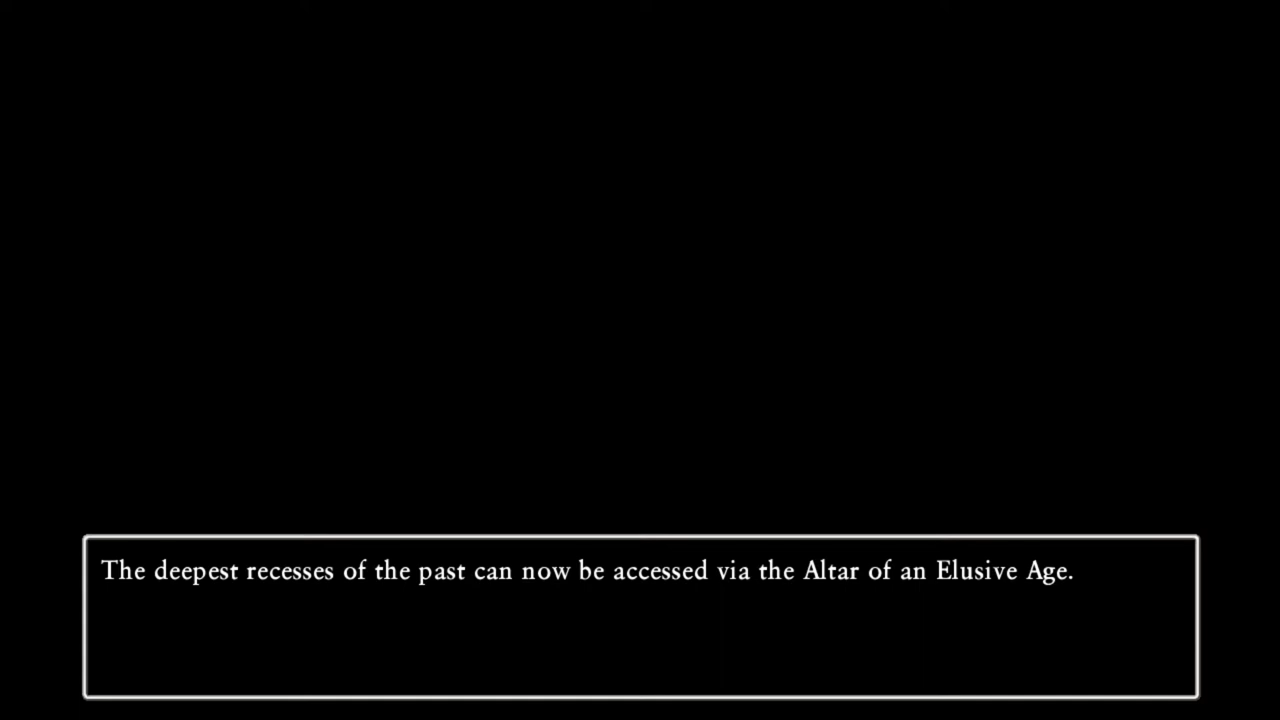 The deepest recesses of the past can now be accessed via the Altar of an Elusive Age.